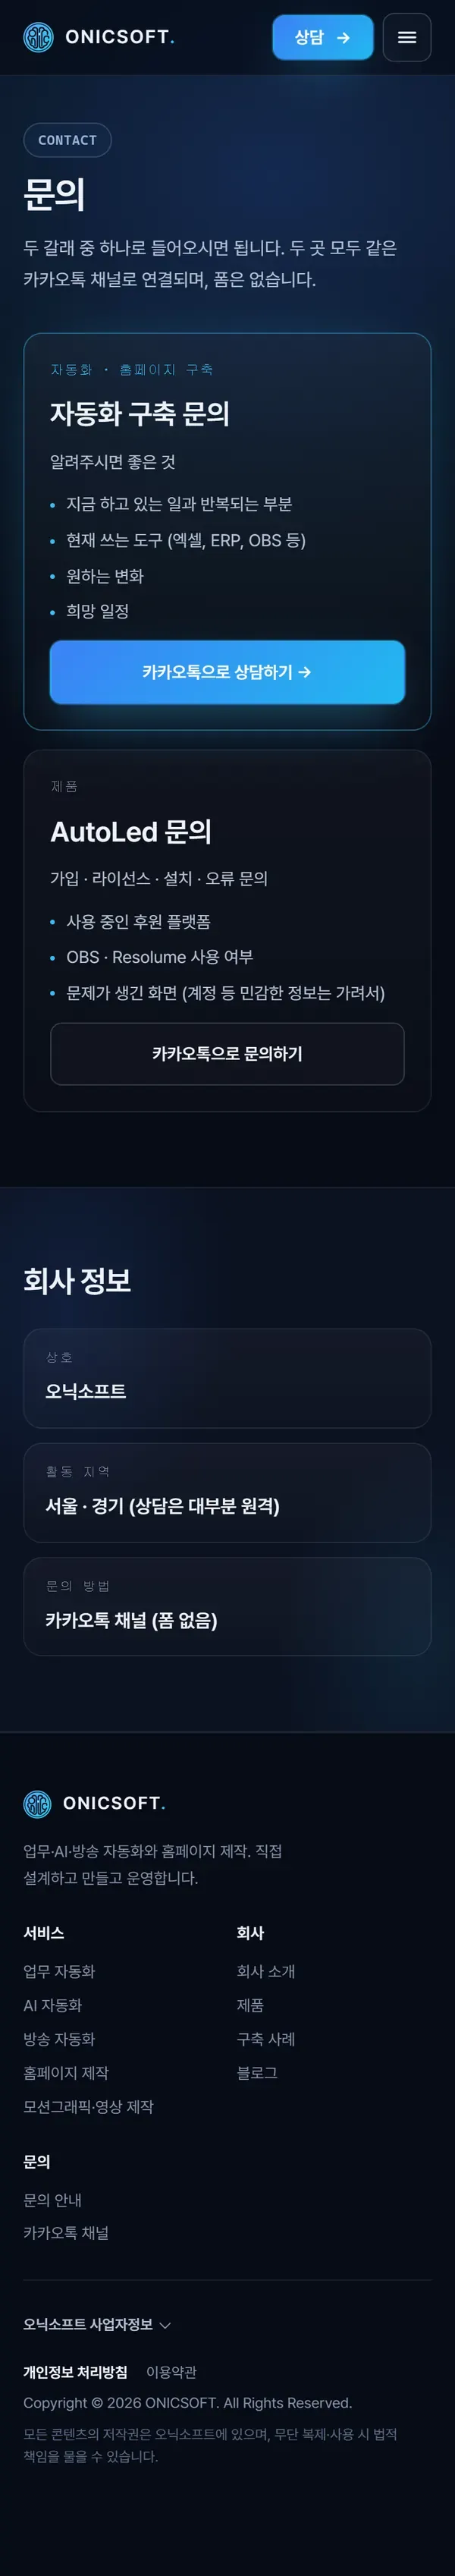 ONICSOFT.
상담 →
CONTACT
문의
두 갈래 중 하나로 들어오시면 됩니다. 두 곳 모두 같은
카카오톡 채널로 연결되며, 폼은 없습니다.
자동화 · 홈페이지 구축
자동화 구축 문의
알려주시면 좋은 것
• 지금 하고 있는 일과 반복되는 부분
• 현재 쓰는 도구 (엑셀, ERP, OBS 등)
• 원하는 변화
• 희망 일정
카카오톡으로 상담하기 →
제품
AutoLed 문의
가입 · 라이선스 · 설치 · 오류 문의
• 사용 중인 후원 플랫폼
• OBS · Resolume 사용 여부
• 문제가 생긴 화면 (계정 등 민감한 정보는 가려서)
카카오톡으로 문의하기
회사 정보
상호
오닉소프트
활동 지역
서울 · 경기 (상담은 대부분 원격)
문의 방법
카카오톡 채널 (폼 없음)
ONICSOFT.
업무·AI·방송 자동화와 홈페이지 제작. 직접
설계하고 만들고 운영합니다.
서비스
업무 자동화
AI 자동화
방송 자동화
홈페이지 제작
모션그래픽·영상 제작
회사
회사 소개
제품
구축 사례
블로그
문의
문의 안내
카카오톡 채널
오닉소프트 사업자정보
개인정보 처리방침 이용약관
Copyright © 2026 ONICSOFT. All Rights Reserved.
모든 콘텐츠의 저작권은 오닉소프트에 있으며, 무단 복제·사용 시 법적
책임을 물을 수 있습니다.